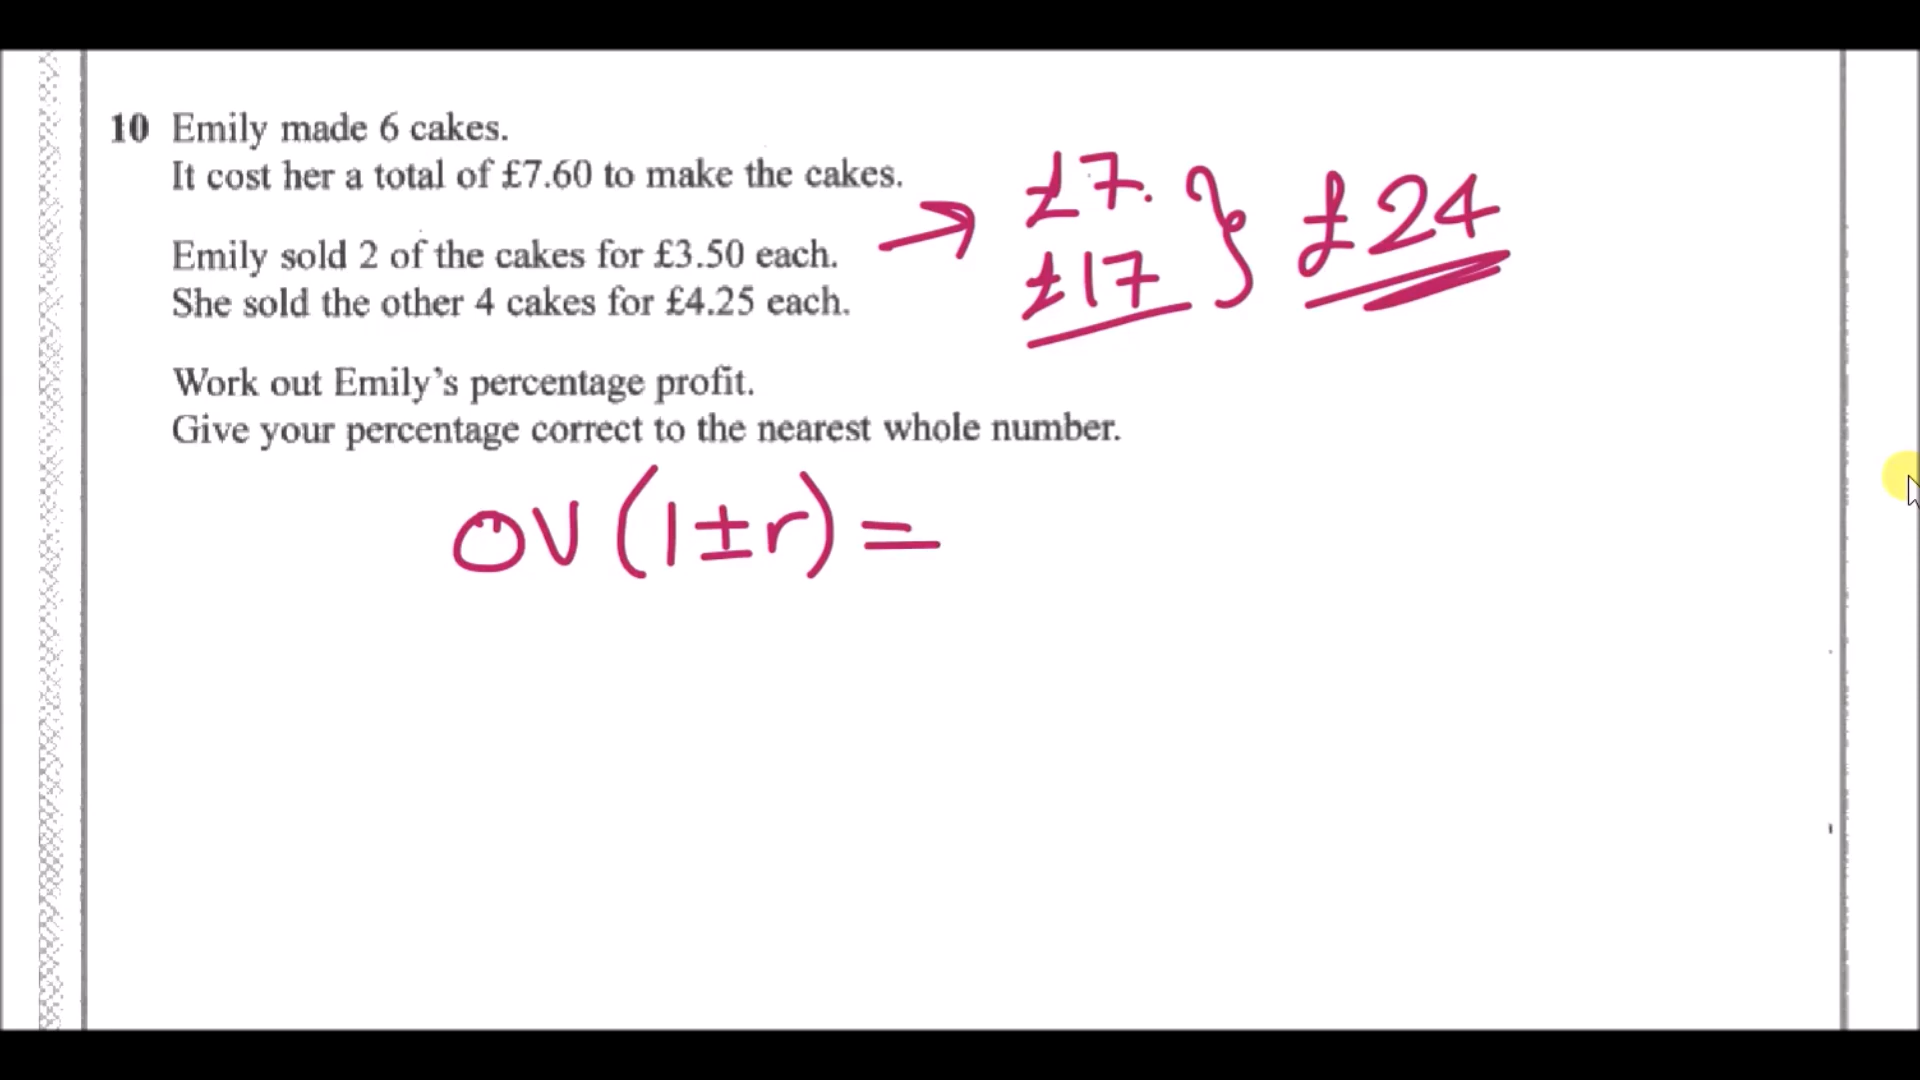 10 Emily made 6 cakes.
It cost her a total of £7.60 to make the cakes.
Emily sold 2 of the cakes for £3.50 each.
She sold the other 4 cakes for £4.25 each.
£7.
£17
£24
Work out Emily's percentage profit.
Give your percentage correct to the nearest whole number.
OV (1±r) =